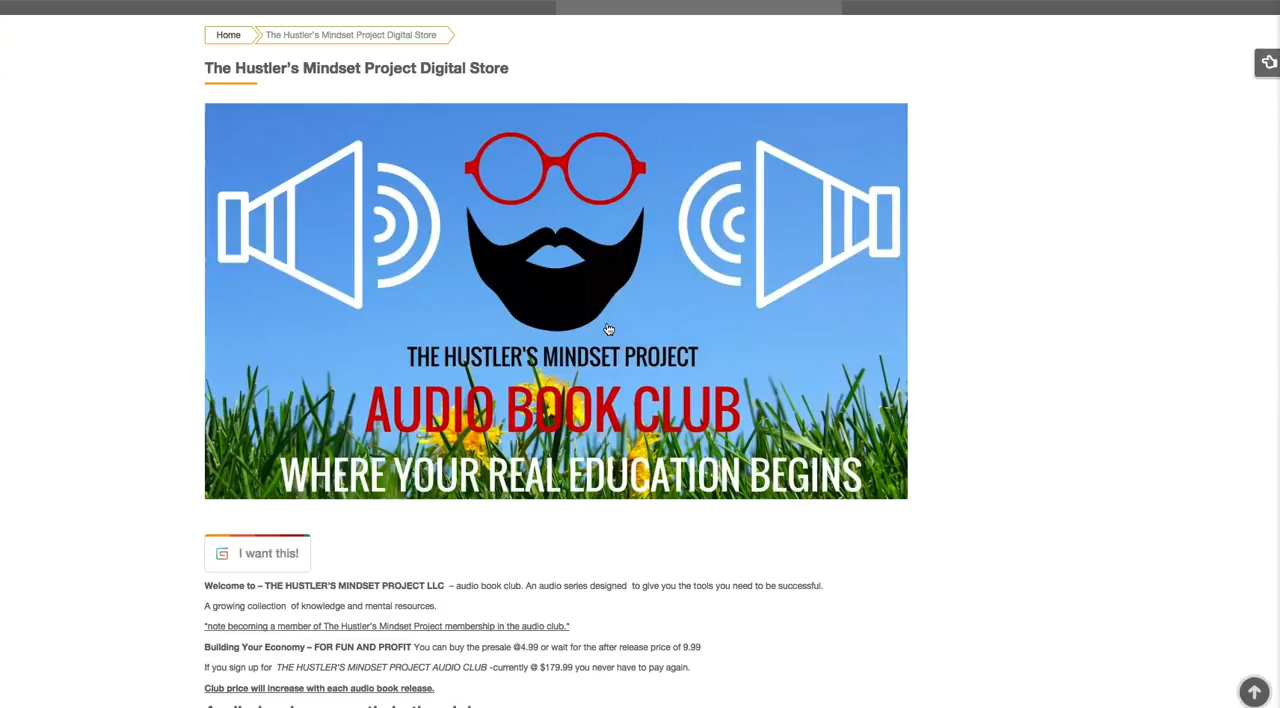 Home
The Hustler's Mindset Project Digital Store
The Hustler's Mindset Project Digital Store
THE HUSTLER'S MINDSET PROJECT
AUDIO BOOK CLUB
WHERE YOUR REAL EDUCATION BEGINS
I want this!
Welcome to – THE HUSTLER'S MINDSET PROJECT LLC – audio book club. An audio series designed to give you the tools you need to be successful.
A growing collection of knowledge and mental resources.
*note becoming a member of The Hustler's Mindset Project membership in the audio club.*
Building Your Economy – FOR FUN AND PROFIT You can buy the presale @4.99 or wait for the after release price of 9.99
If you sign up for THE HUSTLER'S MINDSET PROJECT AUDIO CLUB -currently @ $179.99 you never have to pay again.
Club price will increase with each audio book release.